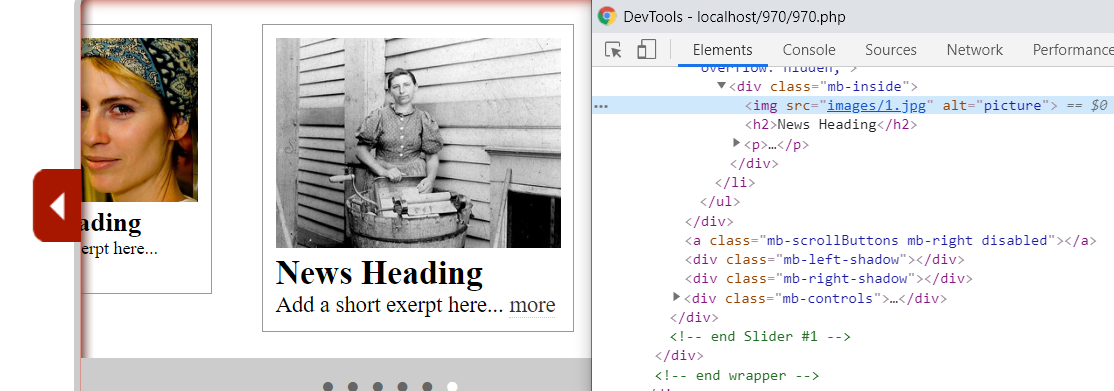 ading
erpt here...
News Heading
Add a short exerpt here... more
DevTools - localhost/970/970.php
Elements Console Sources Network Performance
overflow: hidden; >
▼<div class="mb-inside">
... <img src="images/1.jpg" alt="picture"> == $0
<h2>News Heading</h2>
▶<p>…</p>
</div>
</li>
</ul>
</div>
<a class="mb-scrollButtons mb-right disabled"></a>
<div class="mb-left-shadow"></div>
<div class="mb-right-shadow"></div>
▶<div class="mb-controls">…</div>
</div>
<!-- end Slider #1 -->
</div>
<!-- end wrapper -->